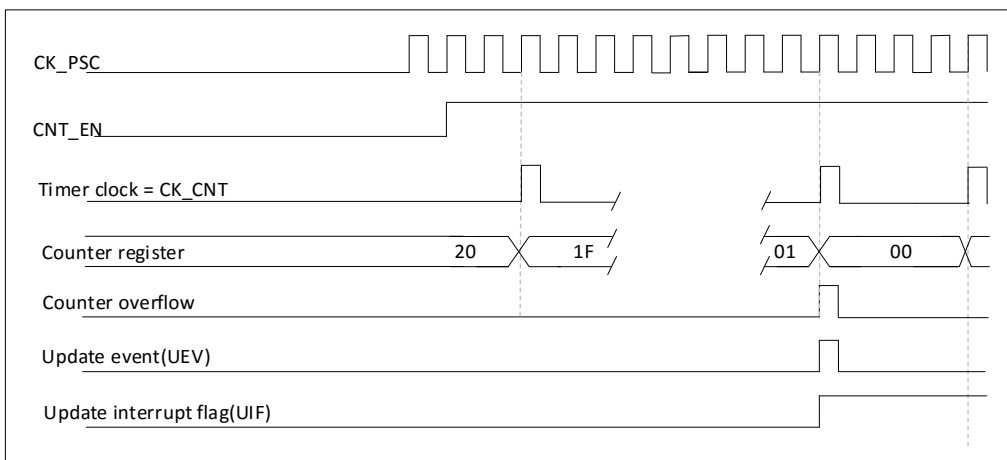 CK_PSC
CNT_EN
Timer clock = CK_CNT
Counter register 20 1F 01 00
Counter overflow
Update event(UEV)
Update interrupt flag(UIF)